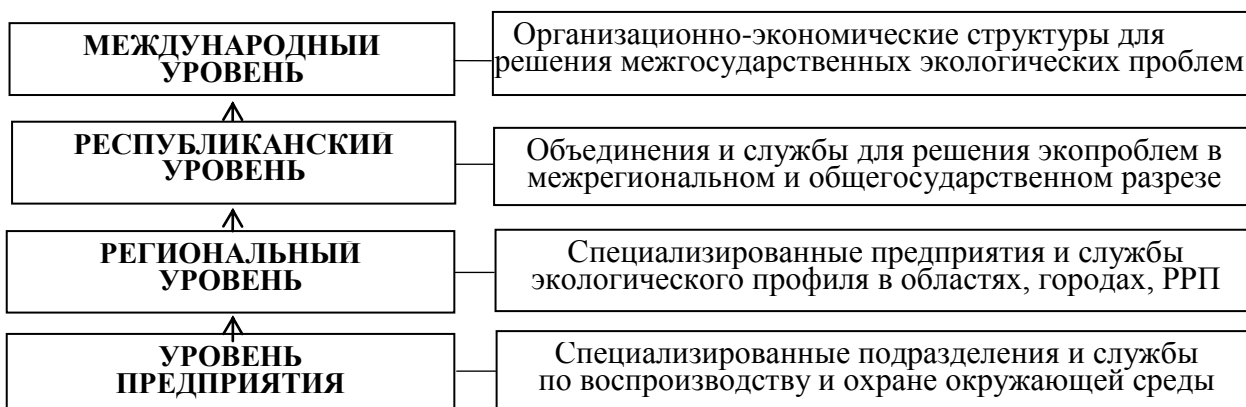 МЕЖДУНАРОДНЫЙ
УРОВЕНЬ
Организационно-экономические структуры для
решения межгосударственных экологических проблем
РЕСПУБЛИКАНСКИЙ
УРОВЕНЬ
Объединения и службы для решения экопроблем в
межрегиональном и общегосударственном разрезе
РЕГИОНАЛЬНЫЙ
УРОВЕНЬ
Специализированные предприятия и службы
экологического профиля в областях, городах, РРП
УРОВЕНЬ
ПРЕДПРИЯТИЯ
Специализированные подразделения и службы
по воспроизводству и охране окружающей среды